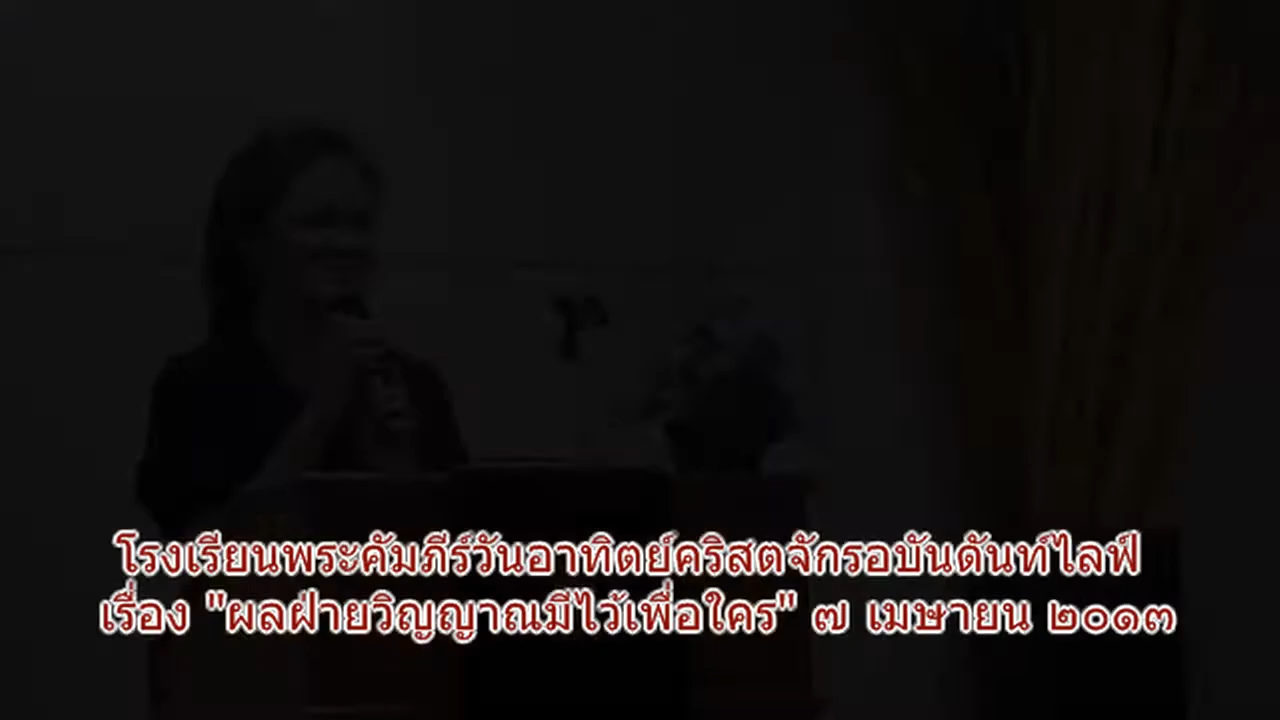 โรงเรียนพระคัมภีร์วันอาทิตย์คริสตจักรอบันดันท์ไลฟ์
เรื่อง "ผลฝ่ายวิญญาณมีไว้เพื่อใคร" ๗ เมษายน ๒๐๑๓